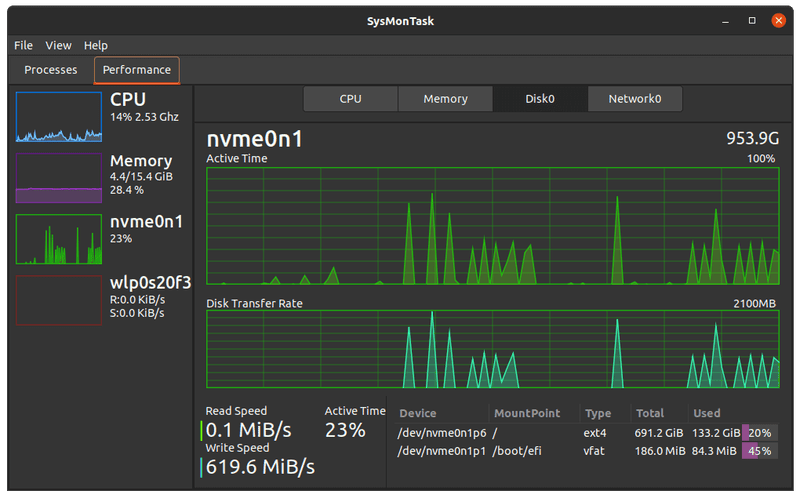 SysMonTask
File View Help
Processes Performance
CPU
14% 2.53 Ghz
Memory
4.4/15.4 GiB
28.4 %
nvme0n1
23%
wlp0s20f3
R:0.0 KiB/s
S:0.0 KiB/s
CPU Memory Disk0 Network0
nvme0n1 953.9G
Active Time 100%
Disk Transfer Rate 2100MB
Read Speed Active Time
0.1 MiB/s 23%
Write Speed
619.6 MiB/s
Device MountPoint Type Total Used
/dev/nvme0n1p6 / ext4 691.2 GiB 133.2 GiB 20%
/dev/nvme0n1p1 /boot/efi vfat 186.0 MiB 84.3 MiB 45%